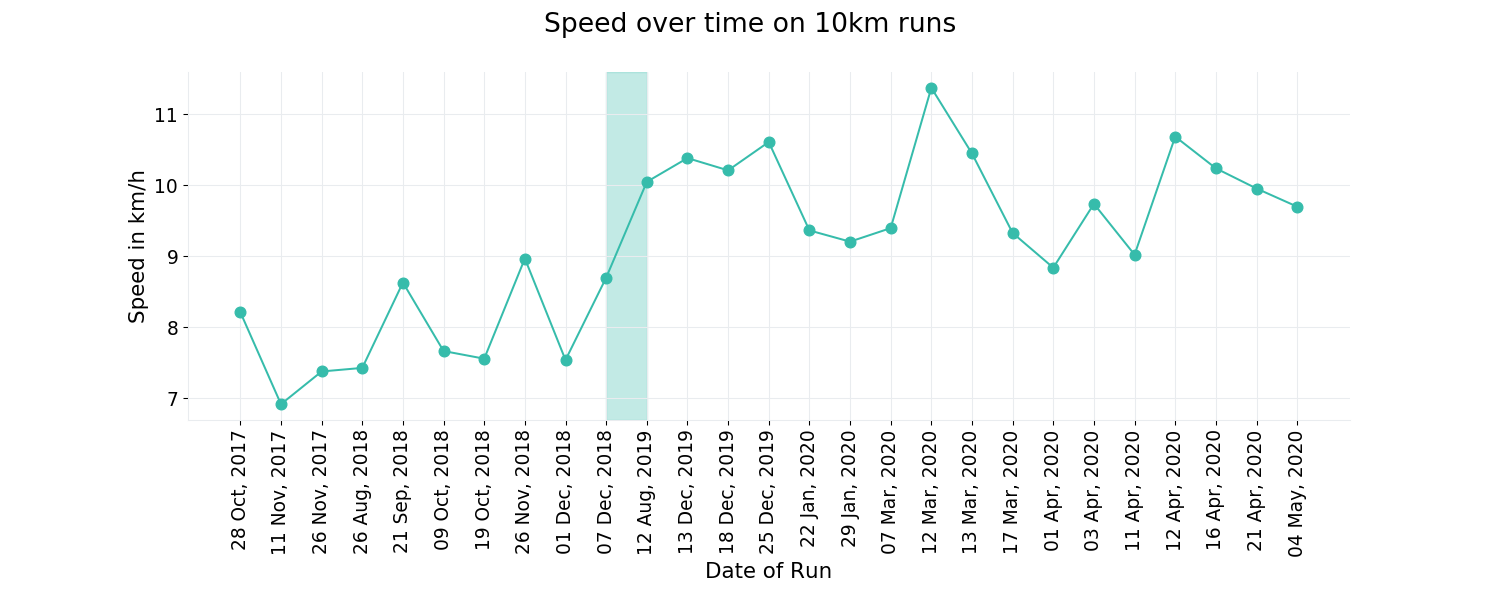 Speed over time on 10km runs
Speed in km/h
11
10
9
8
7
28 Oct, 2017
11 Nov, 2017
26 Nov, 2017
26 Aug, 2018
21 Sep, 2018
09 Oct, 2018
19 Oct, 2018
26 Nov, 2018
01 Dec, 2018
07 Dec, 2018
12 Aug, 2019
13 Dec, 2019
18 Dec, 2019
25 Dec, 2019
22 Jan, 2020
29 Jan, 2020
07 Mar, 2020
12 Mar, 2020
13 Mar, 2020
17 Mar, 2020
01 Apr, 2020
03 Apr, 2020
11 Apr, 2020
12 Apr, 2020
16 Apr, 2020
21 Apr, 2020
04 May, 2020
Date of Run